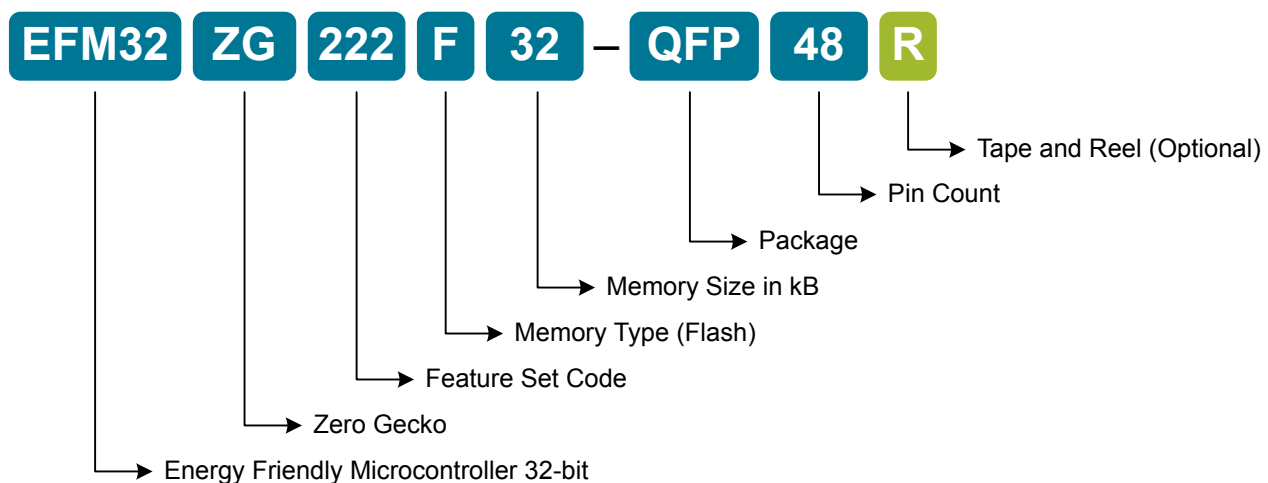 EFM32 ZG 222 F 32 – QFP 48 R
Tape and Reel (Optional)
Pin Count
Package
Memory Size in kB
Memory Type (Flash)
Feature Set Code
Zero Gecko
Energy Friendly Microcontroller 32-bit